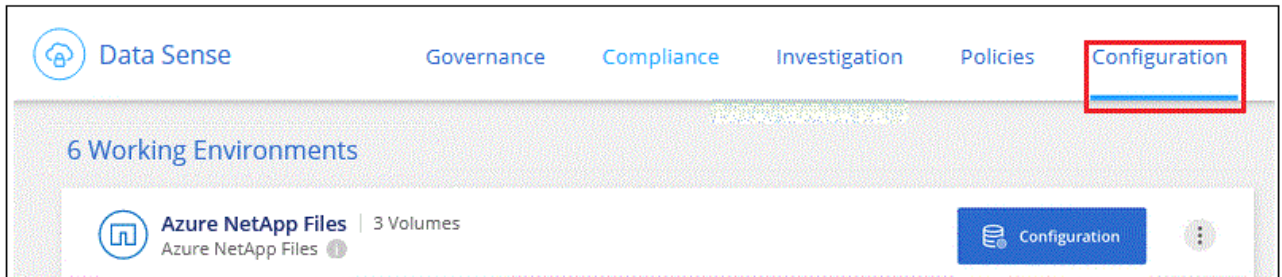 Data Sense Governance Compliance Investigation Policies Configuration
6 Working Environments
Azure NetApp Files | 3 Volumes
Azure NetApp Files
Configuration